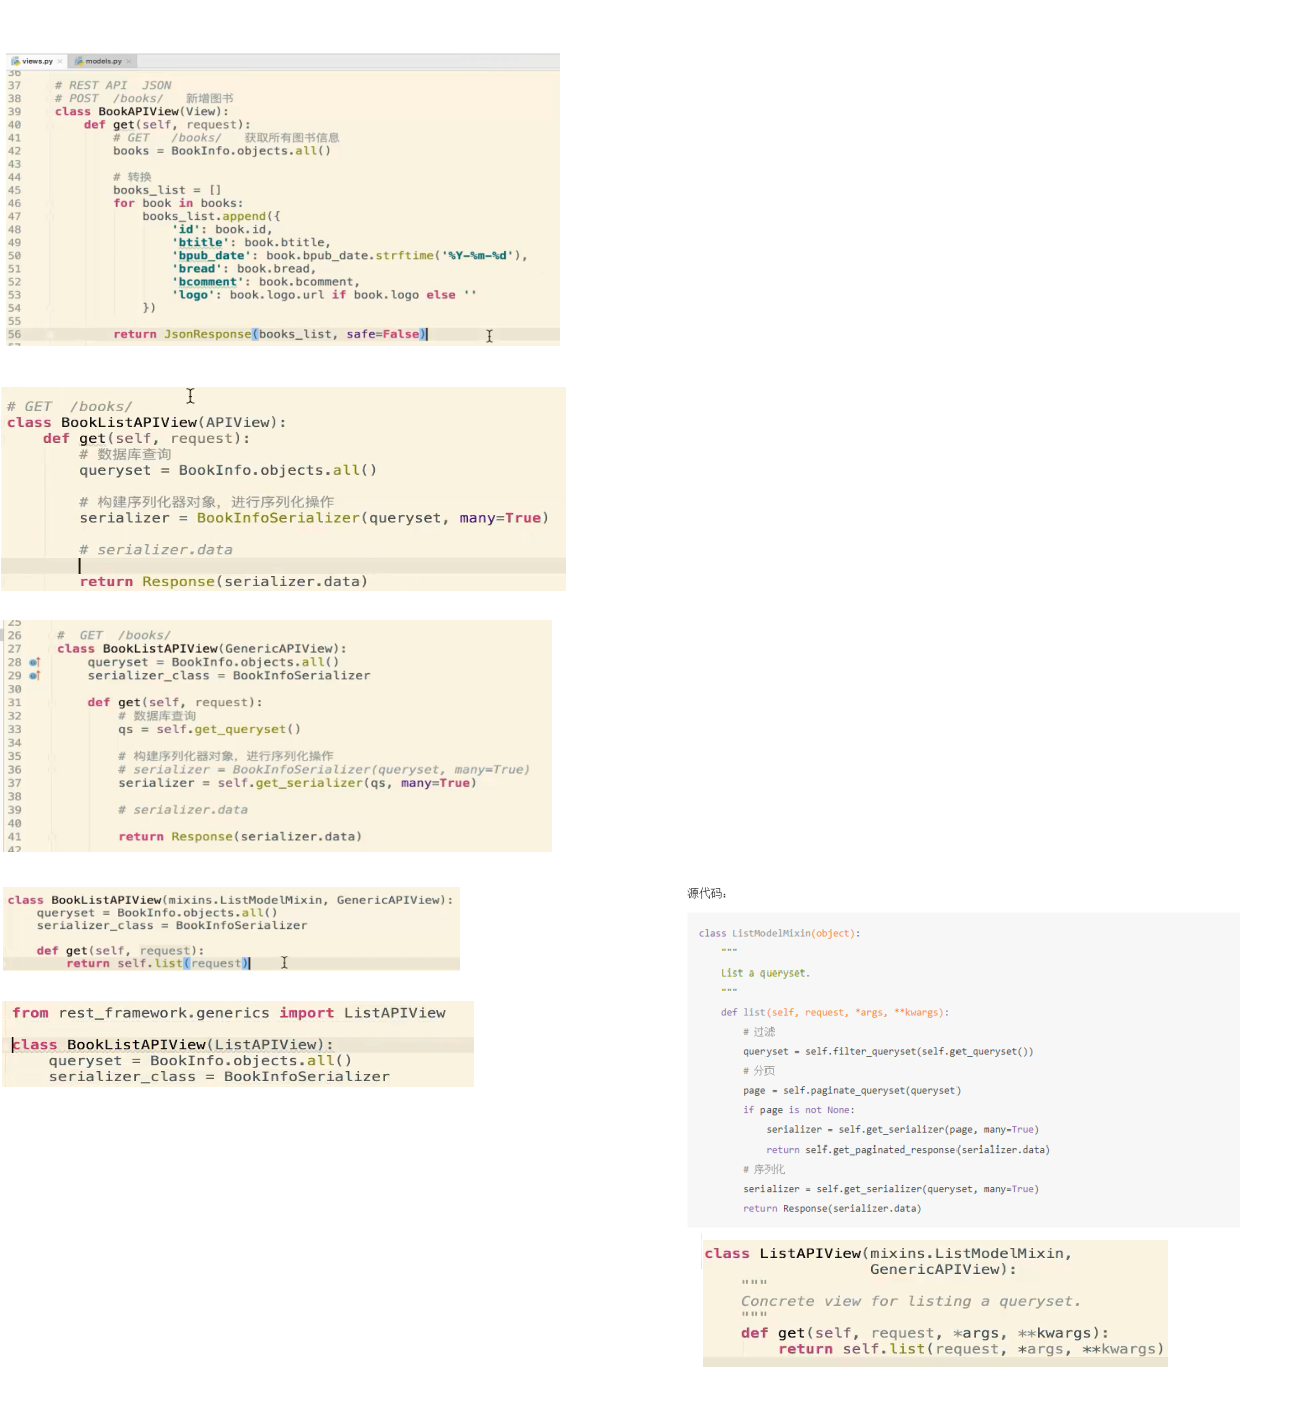 views.py × models.py ×
36
37 # REST API JSON
38 # POST /books/ 新增图书
39 class BookAPIView(View):
40 def get(self, request):
41 # GET /books/ 获取所有图书信息
42 books = BookInfo.objects.all()
43
44 # 转换
45 books_list = []
46 for book in books:
47 books_list.append({
48 'id': book.id,
49 'btitle': book.btitle,
50 'bpub_date': book.bpub_date.strftime('%Y-%m-%d'),
51 'bread': book.bread,
52 'bcomment': book.bcomment,
53 'logo': book.logo.url if book.logo else ''
54 })
55
56 return JsonResponse(books_list, safe=False)
# GET /books/
class BookListAPIView(APIView):
def get(self, request):
# 数据库查询
queryset = BookInfo.objects.all()
# 构建序列化器对象，进行序列化操作
serializer = BookInfoSerializer(queryset, many=True)
# serializer.data
return Response(serializer.data)
25
26 # GET /books/
27 class BookListAPIView(GenericAPIView):
28 queryset = BookInfo.objects.all()
29 serializer_class = BookInfoSerializer
30
31 def get(self, request):
32 # 数据库查询
33 qs = self.get_queryset()
34
35 # 构建序列化器对象，进行序列化操作
36 # serializer = BookInfoSerializer(queryset, many=True)
37 serializer = self.get_serializer(qs, many=True)
38
39 # serializer.data
40
41 return Response(serializer.data)
42
class BookListAPIView(mixins.ListModelMixin, GenericAPIView):
queryset = BookInfo.objects.all()
serializer_class = BookInfoSerializer
def get(self, request):
return self.list(request)
from rest_framework.generics import ListAPIView
class BookListAPIView(ListAPIView):
queryset = BookInfo.objects.all()
serializer_class = BookInfoSerializer
源代码：
class ListModelMixin(object):
"""
List a queryset.
"""
def list(self, request, *args, **kwargs):
# 过滤
queryset = self.filter_queryset(self.get_queryset())
# 分页
page = self.paginate_queryset(queryset)
if page is not None:
serializer = self.get_serializer(page, many=True)
return self.get_paginated_response(serializer.data)
# 序列化
serializer = self.get_serializer(queryset, many=True)
return Response(serializer.data)
class ListAPIView(mixins.ListModelMixin,
GenericAPIView):
"""
Concrete view for listing a queryset.
"""
def get(self, request, *args, **kwargs):
return self.list(request, *args, **kwargs)